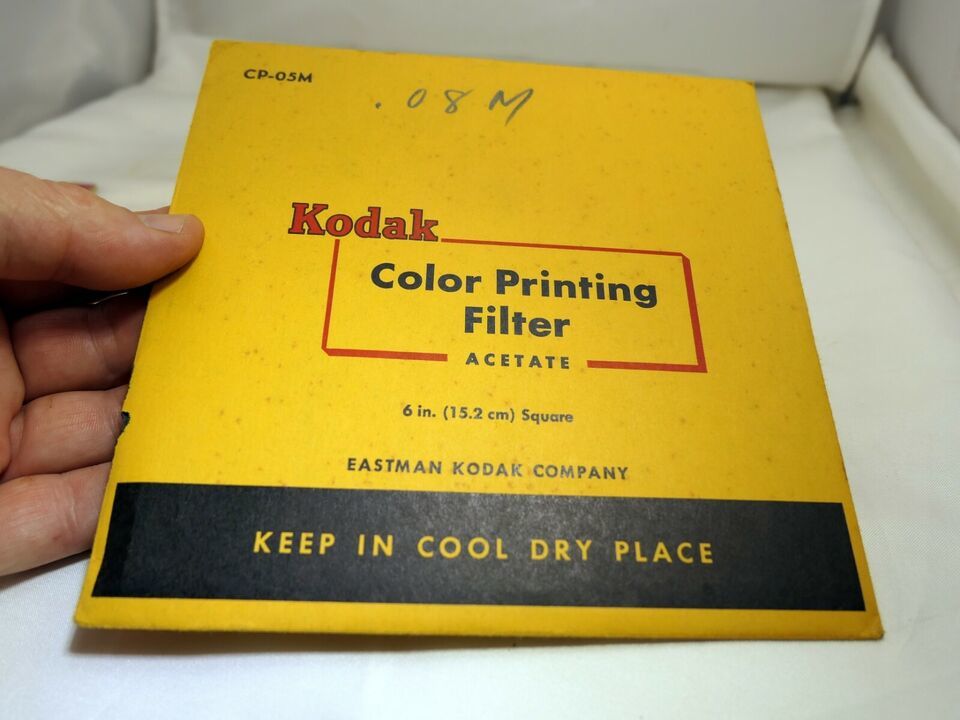 CP-05M
.08M
Kodak
Color Printing
Filter
ACETATE
6 in. (15.2 cm) Square
EASTMAN KODAK COMPANY
KEEP IN COOL DRY PLACE